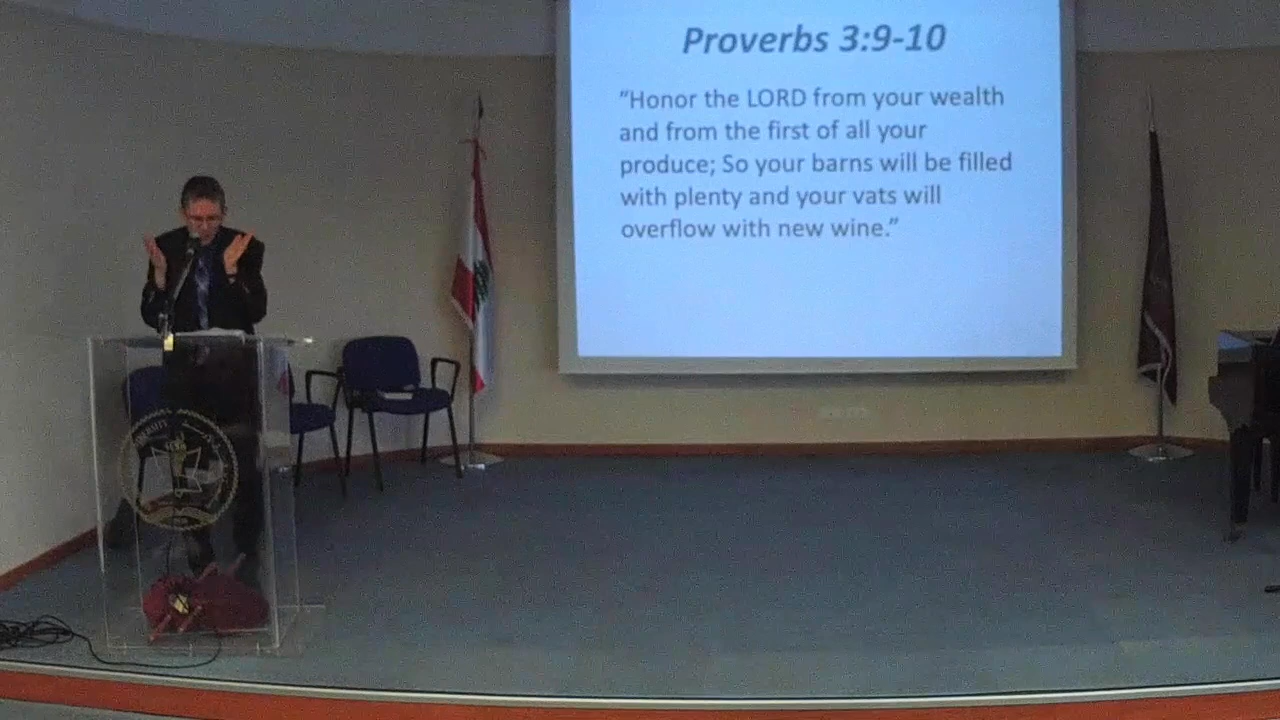 Proverbs 3:9-10
“Honor the LORD from your wealth
and from the first of all your
produce; So your barns will be filled
with plenty and your vats will
overflow with new wine.”